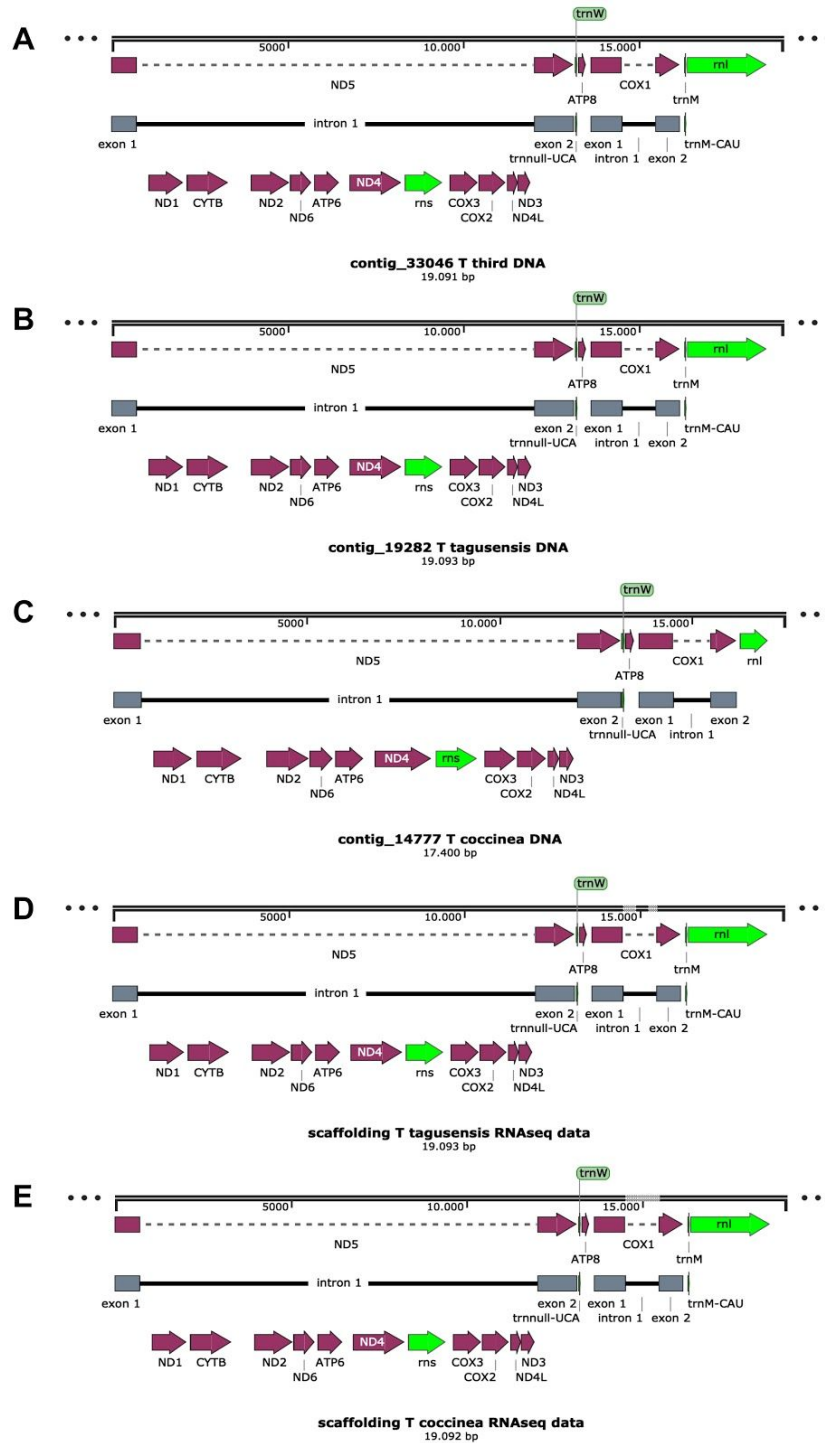 A
trnW
5000 10.000 15.000
rnl
ND5 COX1
ATP8 trnM
intron 1
exon 1 exon 2 exon 1 trnM-CAU
trnnull-UCA intron 1 exon 2
ND4
ND1 CYTB ND2 ATP6 rns COX3 ND3
ND6 COX2 ND4L
contig_33046 T third DNA
19.091 bp
B
trnW
5000 10.000 15.000
rnl
ND5 COX1
ATP8 trnM
intron 1
exon 1 exon 2 exon 1 trnM-CAU
trnnull-UCA intron 1 exon 2
ND4
ND1 CYTB ND2 ATP6 rns COX3 ND3
ND6 COX2 ND4L
contig_19282 T tagusensis DNA
19.093 bp
C
trnW
5000 10.000 15.000
ND5 COX1 rnl
ATP8
intron 1
exon 1 exon 2 exon 1 exon 2
trnnull-UCA intron 1
ND4 rns
ND1 CYTB ND2 ATP6 COX3 ND3
ND6 COX2 ND4L
contig_14777 T coccinea DNA
17.400 bp
D
trnW
5000 10.000 15.000
rnl
ND5 COX1
ATP8 trnM
intron 1
exon 1 exon 2 exon 1 trnM-CAU
trnnull-UCA intron 1 exon 2
ND4
ND1 CYTB ND2 ATP6 rns COX3 ND3
ND6 COX2 ND4L
scaffolding T tagusensis RNAseq data
19.093 bp
E
trnW
5000 10.000 15.000
rnl
ND5 COX1
ATP8 trnM
intron 1
exon 1 exon 2 exon 1 trnM-CAU
trnnull-UCA intron 1 exon 2
ND4
ND1 CYTB ND2 ATP6 rns COX3 ND3
ND6 COX2 ND4L
scaffolding T coccinea RNAseq data
19.092 bp